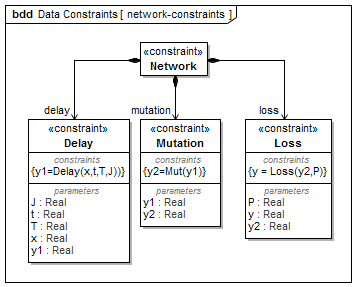 bdd Data Constraints [ network-constraints ]
«constraint»
Network
delay
mutation
loss
«constraint»
Delay
constraints
{y1=Delay(x,t,T,J))}
parameters
J : Real
t : Real
T : Real
x : Real
y1 : Real
«constraint»
Mutation
constraints
{y2=Mut(y1)}
parameters
y1 : Real
y2 : Real
«constraint»
Loss
constraints
{y = Loss(y2,P)}
parameters
P : Real
y : Real
y2 : Real